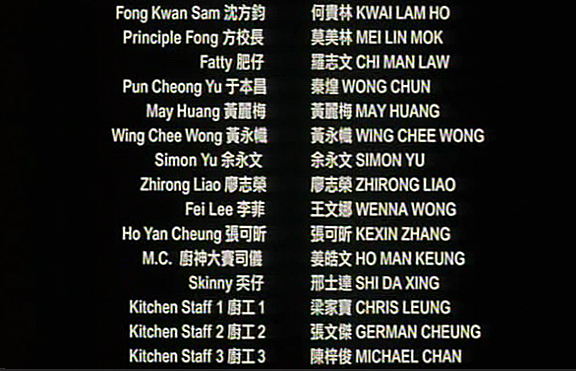 Fong Kwan Sam 沈方鈞 何貴林 KWAI LAM HO
Principle Fong 方校長 莫美林 MEI LIN MOK
Fatty 肥仔 羅志文 CHI MAN LAW
Pun Cheong Yu 于本昌 秦煌 WONG CHUN
May Huang 黃麗梅 黃麗梅 MAY HUANG
Wing Chee Wong 黃永幟 黃永幟 WING CHEE WONG
Simon Yu 余永文 余永文 SIMON YU
Zhirong Liao 廖志榮 廖志榮 ZHIRONG LIAO
Fei Lee 李菲 王文娜 WENNA WONG
Ho Yan Cheung 張可昕 張可昕 KEXIN ZHANG
M.C. 廚神大賽司儀 姜皓文 HO MAN KEUNG
Skinny 奀仔 邢士達 SHI DA XING
Kitchen Staff 1 廚工1 梁家寶 CHRIS LEUNG
Kitchen Staff 2 廚工2 張文傑 GERMAN CHEUNG
Kitchen Staff 3 廚工3 陳梓俊 MICHAEL CHAN